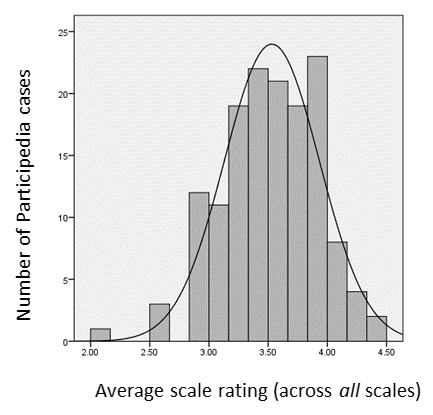 Number of Participedia cases
25
20
15
10
5
0
2.00 2.50 3.00 3.50 4.00 4.50
Average scale rating (across all scales)